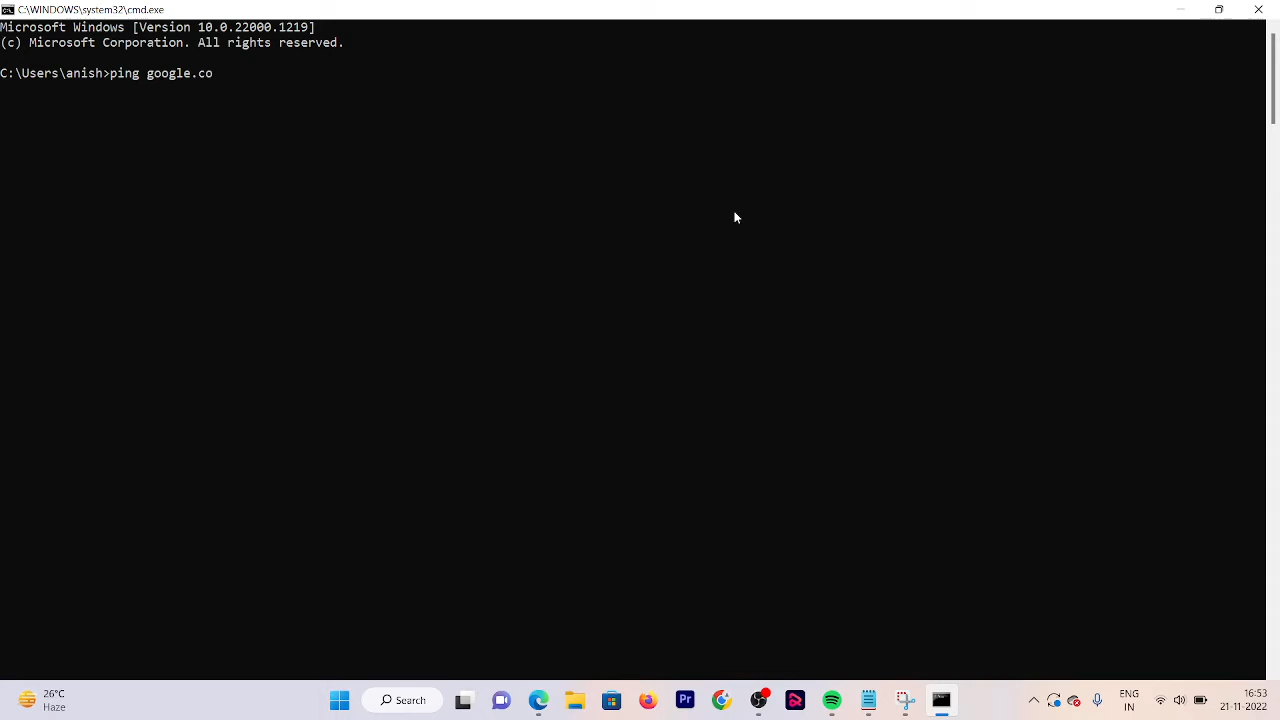 C:\WINDOWS\system32\cmd.exe
Microsoft Windows [Version 10.0.22000.1219]
(c) Microsoft Corporation. All rights reserved.
C:\Users\anish>ping google.co
26°C
Haze
Search
Pr
ENG
IN
16:53
21-11-2022